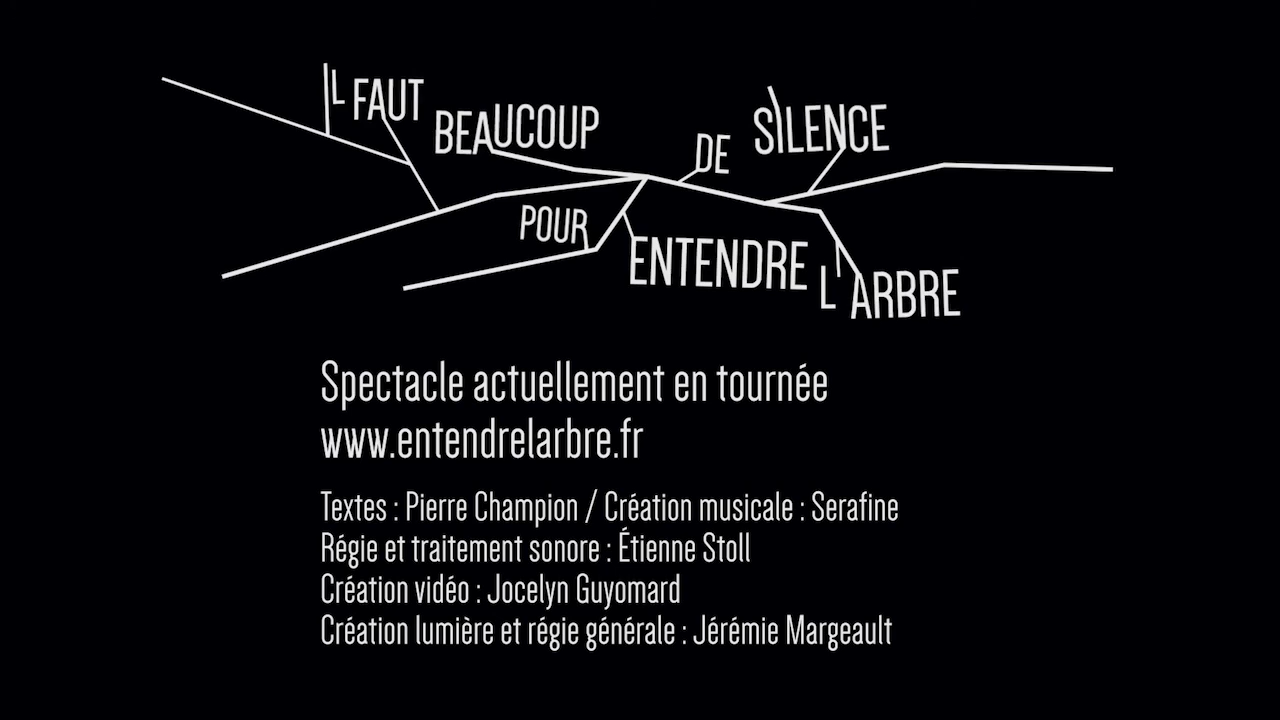 IL FAUT BEAUCOUP DE SILENCE
POUR ENTENDRE L'ARBRE
Spectacle actuellement en tournée
www.entendrelarbre.fr
Textes : Pierre Champion / Création musicale : Serafine
Régie et traitement sonore : Étienne Stoll
Création vidéo : Jocelyn Guyomard
Création lumière et régie générale : Jérémie Margeault